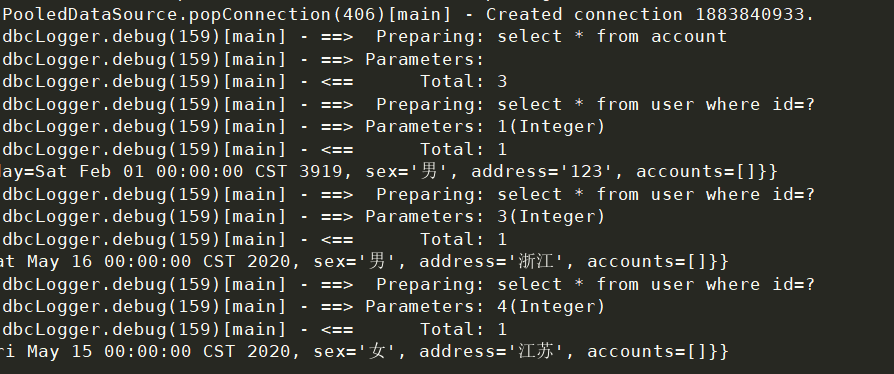 PooledDataSource.popConnection(406)[main] - Created connection 1883840933.
dbcLogger.debug(159)[main] - ==>  Preparing: select * from account
dbcLogger.debug(159)[main] - ==> Parameters:
dbcLogger.debug(159)[main] - <==      Total: 3
dbcLogger.debug(159)[main] - ==>  Preparing: select * from user where id=?
dbcLogger.debug(159)[main] - ==> Parameters: 1(Integer)
dbcLogger.debug(159)[main] - <==      Total: 1
day=Sat Feb 01 00:00:00 CST 3919, sex='男', address='123', accounts=[]}}
dbcLogger.debug(159)[main] - ==>  Preparing: select * from user where id=?
dbcLogger.debug(159)[main] - ==> Parameters: 3(Integer)
dbcLogger.debug(159)[main] - <==      Total: 1
at May 16 00:00:00 CST 2020, sex='男', address='浙江', accounts=[]}}
dbcLogger.debug(159)[main] - ==>  Preparing: select * from user where id=?
dbcLogger.debug(159)[main] - ==> Parameters: 4(Integer)
dbcLogger.debug(159)[main] - <==      Total: 1
ri May 15 00:00:00 CST 2020, sex='女', address='江苏', accounts=[]}}